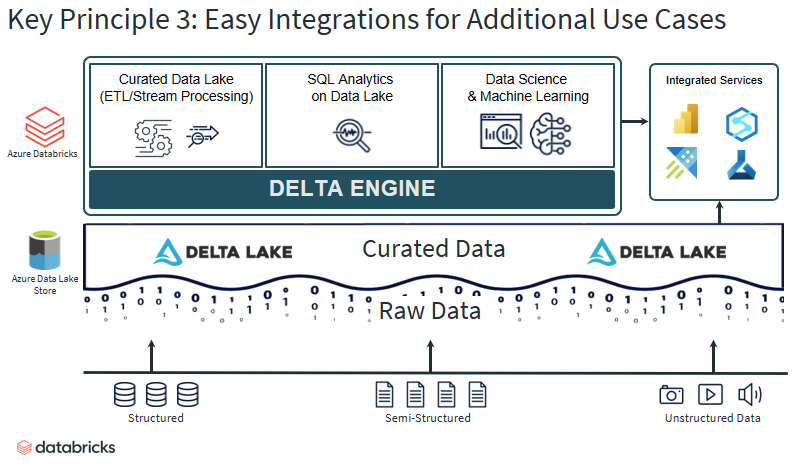 Key Principle 3: Easy Integrations for Additional Use Cases
Curated Data Lake
(ETL/Stream Processing)
SQL Analytics
on Data Lake
Data Science
& Machine Learning
Integrated Services
Azure Databricks
DELTA ENGINE
DELTA LAKE
Curated Data
DELTA LAKE
Azure Data Lake
Store
Raw Data
Structured
Semi-Structured
Unstructured Data
databricks